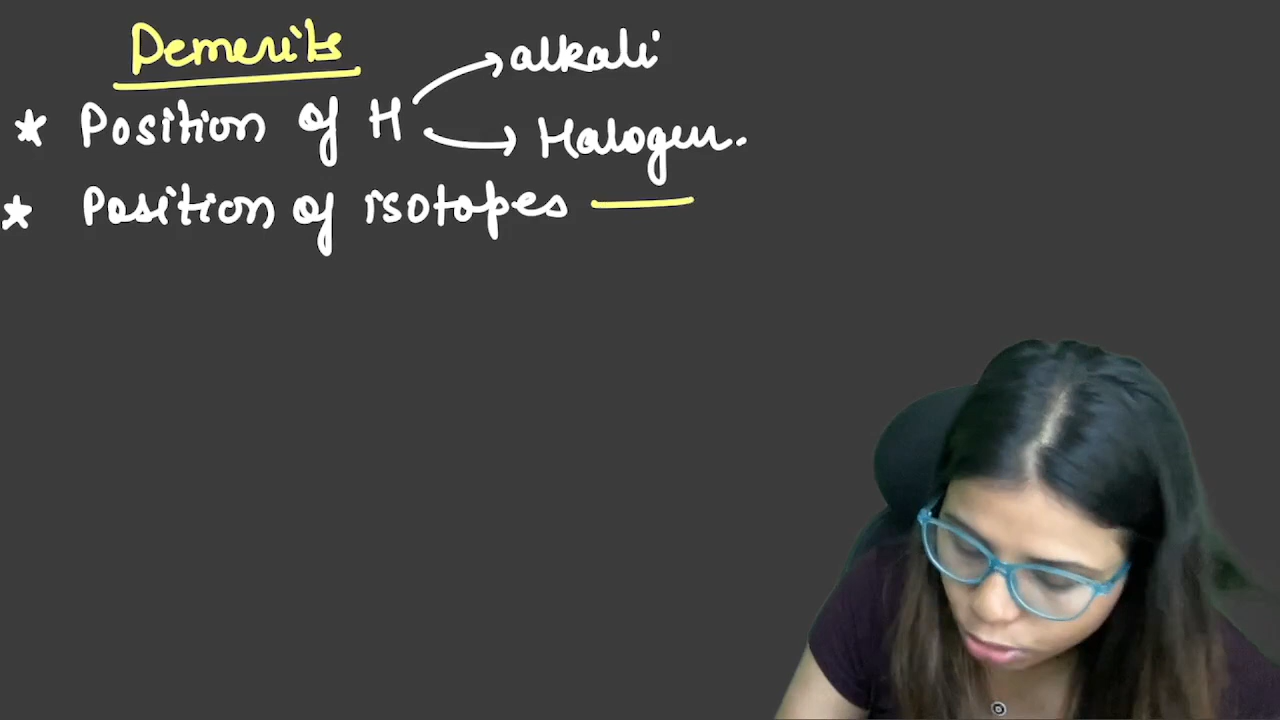 Demerits
* Position of H → alkali
→ Halogen.
* Position of isotopes —